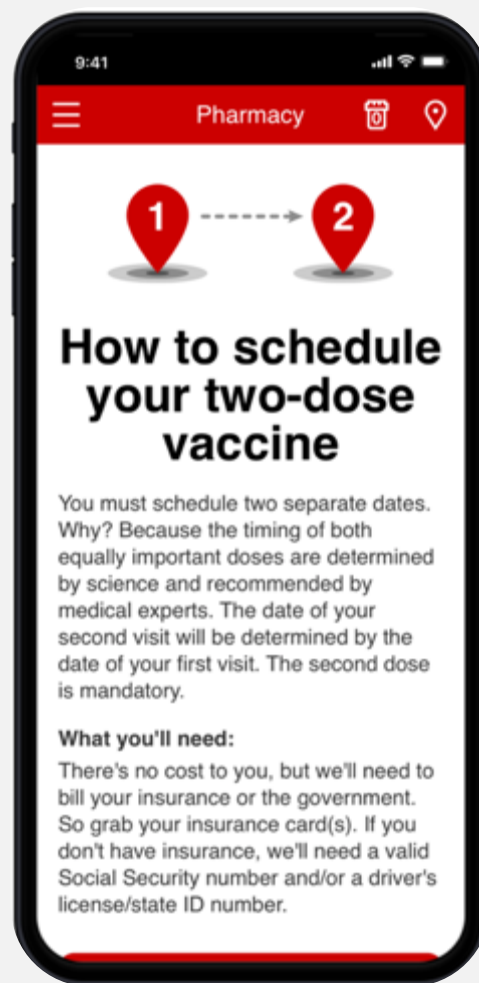 9:41
Pharmacy
1
2
How to schedule
your two-dose
vaccine
You must schedule two separate dates.
Why? Because the timing of both
equally important doses are determined
by science and recommended by
medical experts. The date of your
second visit will be determined by the
date of your first visit. The second dose
is mandatory.
What you'll need:
There's no cost to you, but we'll need to
bill your insurance or the government.
So grab your insurance card(s). If you
don't have insurance, we'll need a valid
Social Security number and/or a driver's
license/state ID number.